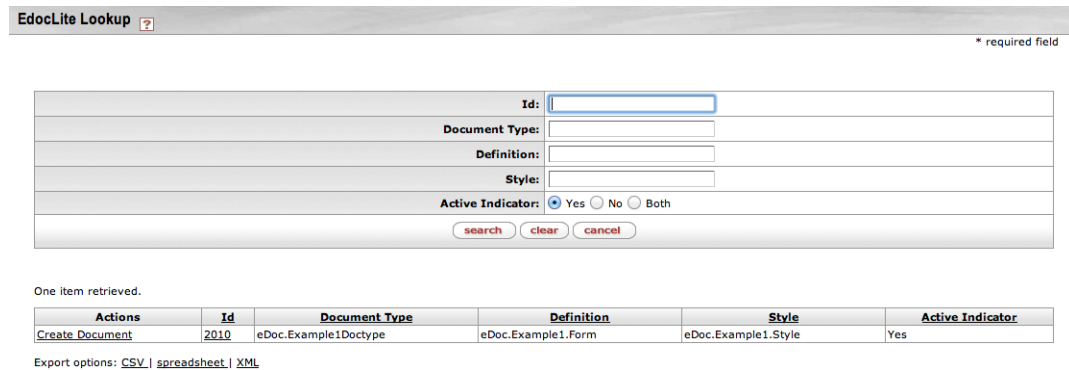 EdocLite Lookup ?
* required field
Id:
Document Type:
Definition:
Style:
Active Indicator: Yes No Both
search clear cancel
One item retrieved.
Actions Id Document Type Definition Style Active Indicator
Create Document 2010 eDoc.Example1Doctype eDoc.Example1.Form eDoc.Example1.Style Yes
Export options: CSV | spreadsheet | XML